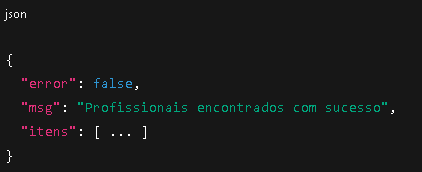 json
{
"error": false,
"msg": "Profissionais encontrados com sucesso",
"itens": [ ... ]
}